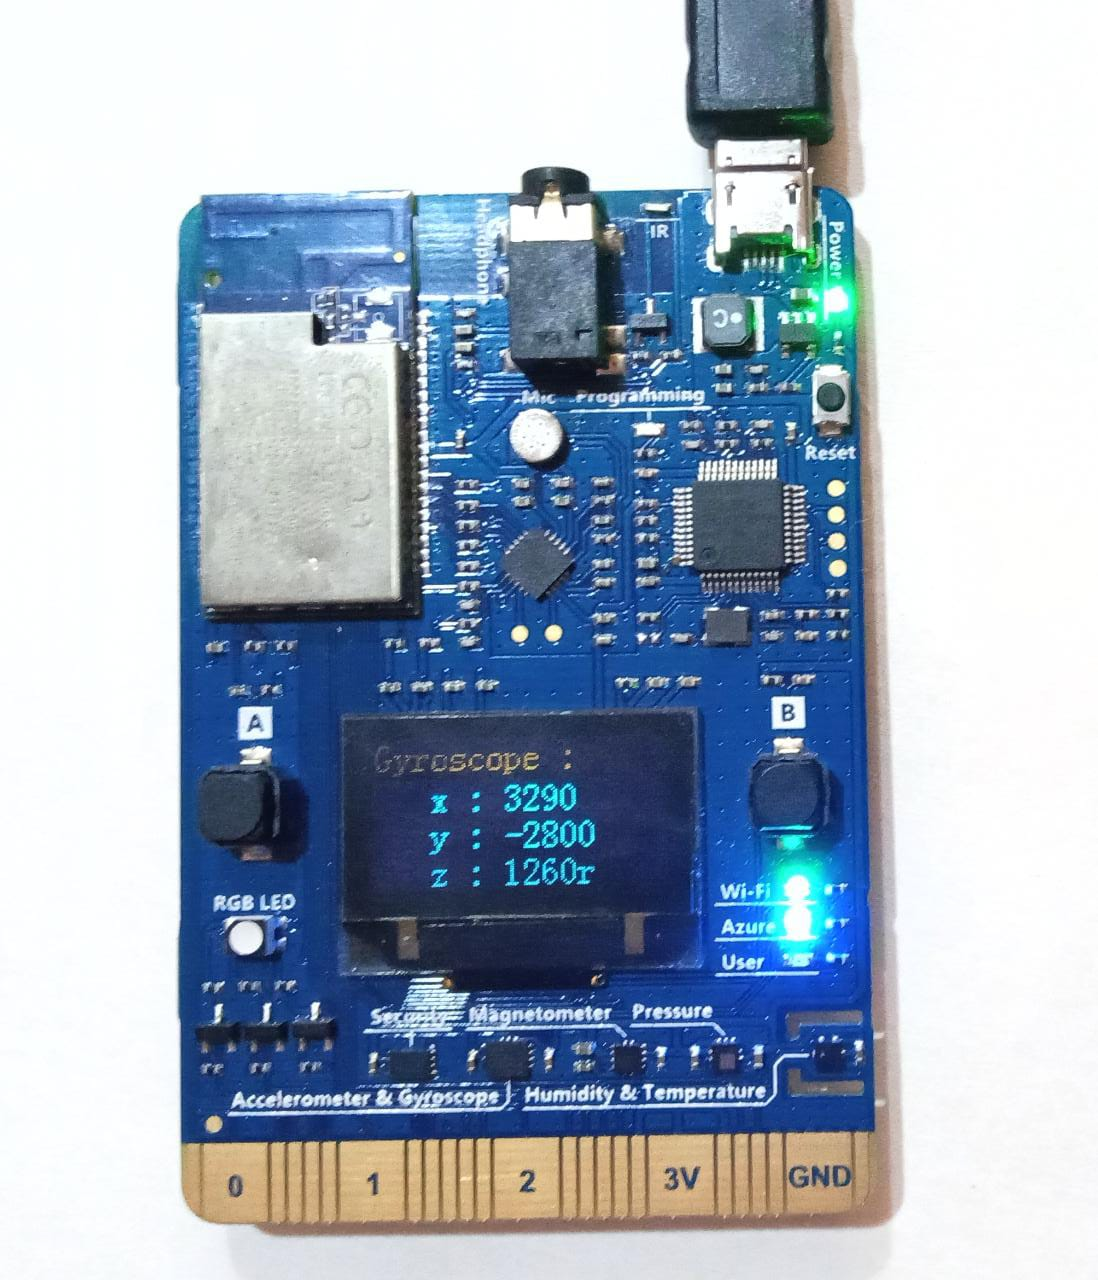 Headphone
IR
Power
C
Mic
Programming
Reset
A
B
Gyroscope :
x : 3290
y : -2800
z : 1260r
RGB LED
Wi-Fi
Azure
User
Security
Magnetometer
Pressure
Accelerometer & Gyroscope
Humidity & Temperature
0 1 2 3V GND